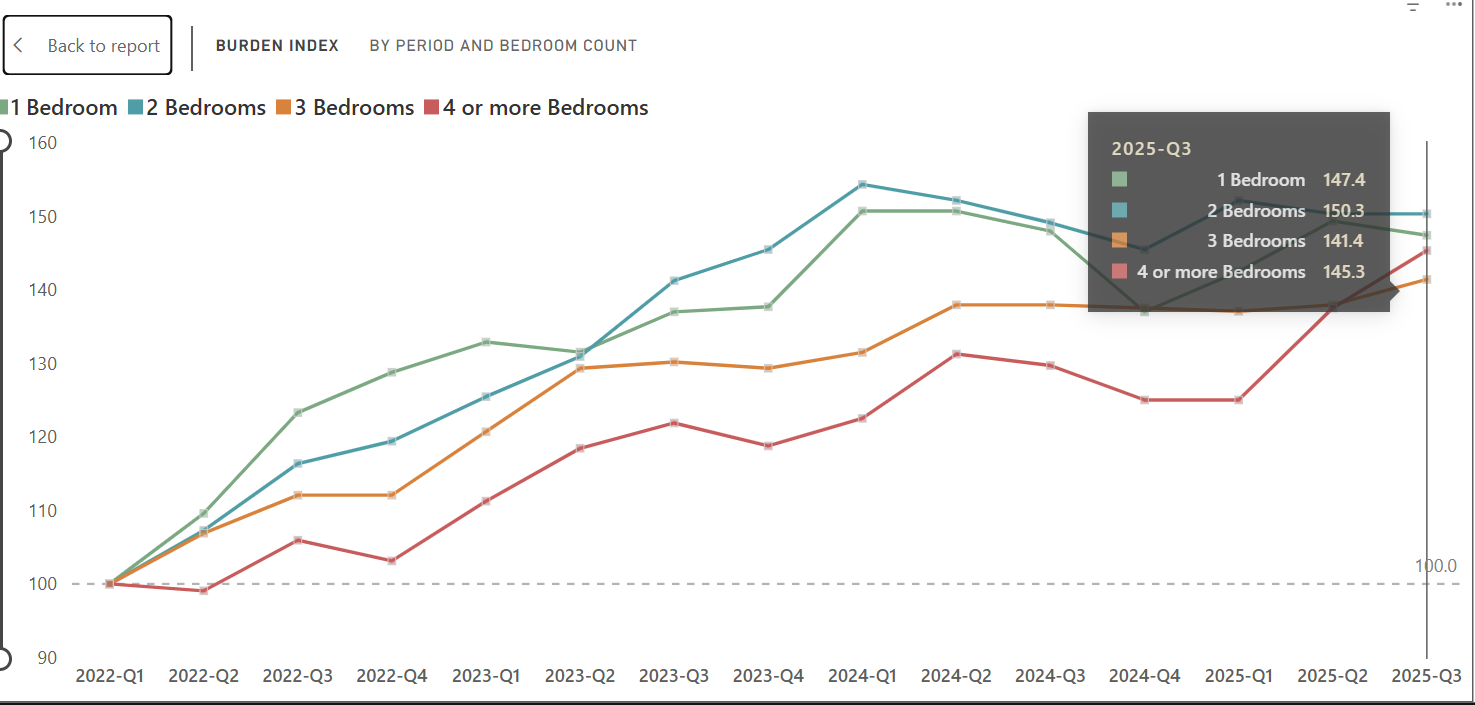 Back to report
BURDEN INDEX BY PERIOD AND BEDROOM COUNT
1 Bedroom 2 Bedrooms 3 Bedrooms 4 or more Bedrooms
160
150
140
130
120
110
100
90
2025-Q3
1 Bedroom 147.4
2 Bedrooms 150.3
3 Bedrooms 141.4
4 or more Bedrooms 145.3
100.0
2022-Q1 2022-Q2 2022-Q3 2022-Q4 2023-Q1 2023-Q2 2023-Q3 2023-Q4 2024-Q1 2024-Q2 2024-Q3 2024-Q4 2025-Q1 2025-Q2 2025-Q3